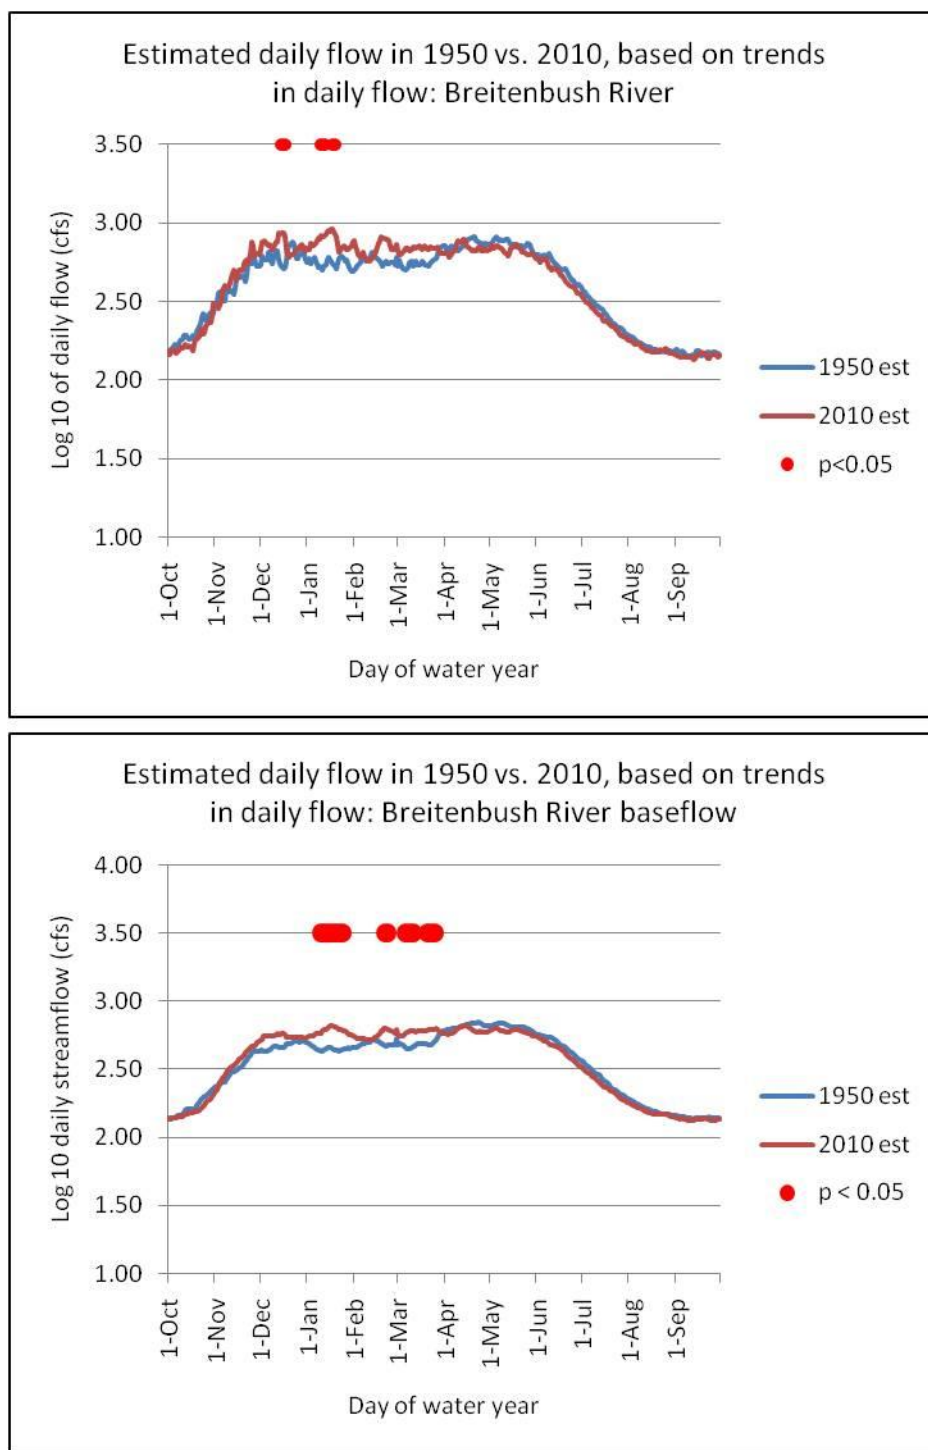 Estimated daily flow in 1950 vs. 2010, based on trends
in daily flow: Breitenbush River
3.50
3.00
2.50
2.00
1.50
1.00
Log 10 of daily flow (cfs)
1-Oct
1-Nov
1-Dec
1-Jan
1-Feb
1-Mar
1-Apr
1-May
1-Jun
1-Jul
1-Aug
1-Sep
Day of water year
1950 est
2010 est
p<0.05
Estimated daily flow in 1950 vs. 2010, based on trends
in daily flow: Breitenbush River baseflow
4.00
3.50
3.00
2.50
2.00
1.50
1.00
Log 10 daily streamflow (cfs)
1-Oct
1-Nov
1-Dec
1-Jan
1-Feb
1-Mar
1-Apr
1-May
1-Jun
1-Jul
1-Aug
1-Sep
Day of water year
1950 est
2010 est
p < 0.05